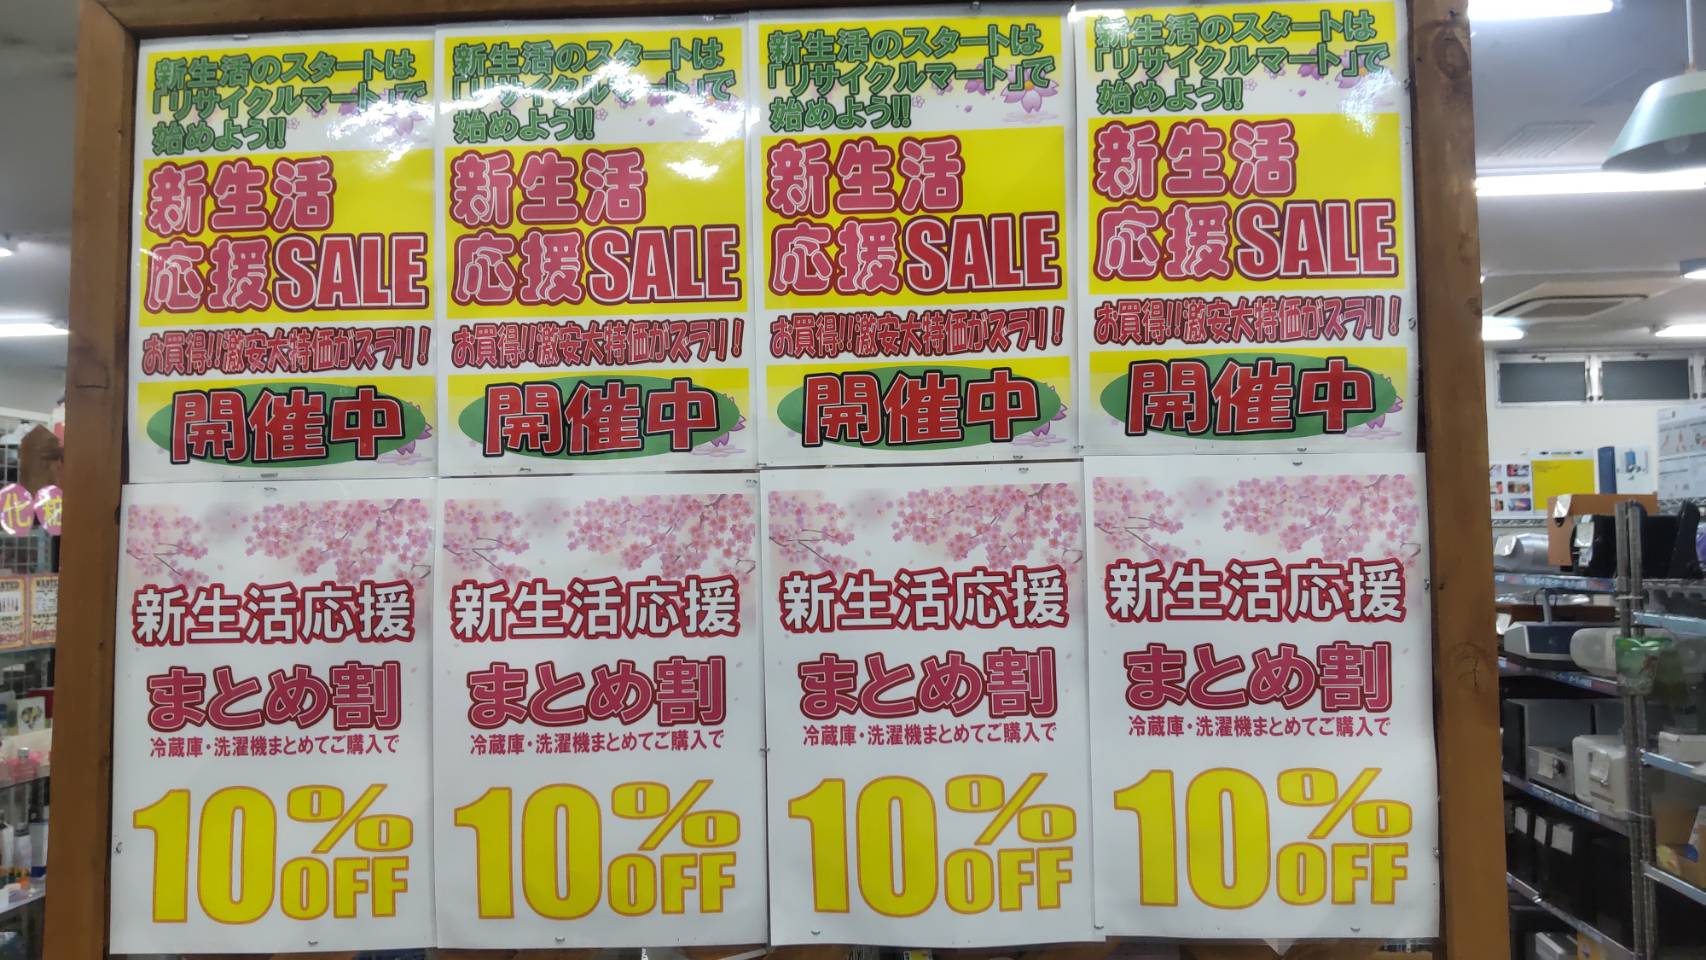 新生活のスタートは
「リサイクルマート」で
始めよう!!
新生活
応援SALE
お買得!!激安大特価がズラリ!
開催中
新生活のスタートは
「リサイクルマート」で
始めよう!!
新生活
応援SALE
お買得!!激安大特価がズラリ!
開催中
新生活のスタートは
「リサイクルマート」で
始めよう!!
新生活
応援SALE
お買得!!激安大特価がズラリ!
開催中
新生活のスタートは
「リサイクルマート」で
始めよう!!
新生活
応援SALE
お買得!!激安大特価がズラリ!
開催中
新生活応援
まとめ割
冷蔵庫・洗濯機まとめてご購入で
10%OFF
新生活応援
まとめ割
冷蔵庫・洗濯機まとめてご購入で
10%OFF
新生活応援
まとめ割
冷蔵庫・洗濯機まとめてご購入で
10%OFF
新生活応援
まとめ割
冷蔵庫・洗濯機まとめてご購入で
10%OFF
化